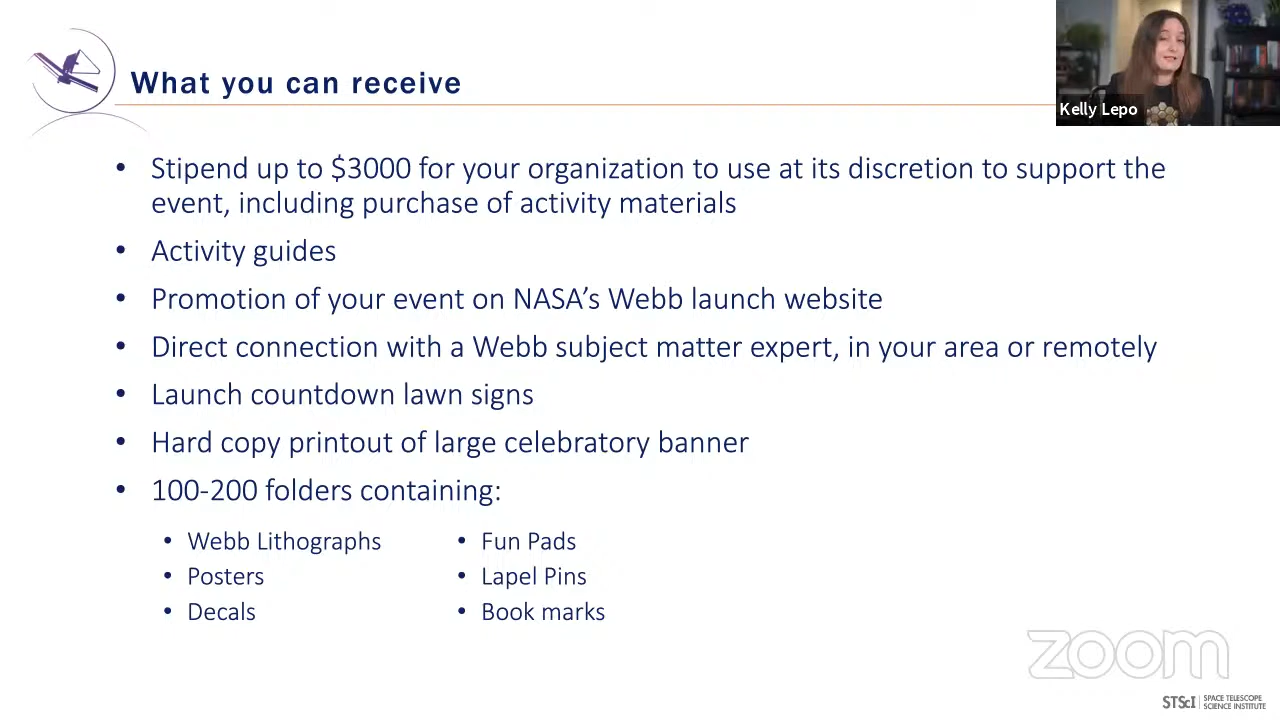 What you can receive
Kelly Lepo
• Stipend up to $3000 for your organization to use at its discretion to support the
event, including purchase of activity materials
• Activity guides
• Promotion of your event on NASA’s Webb launch website
• Direct connection with a Webb subject matter expert, in your area or remotely
• Launch countdown lawn signs
• Hard copy printout of large celebratory banner
• 100-200 folders containing:
• Webb Lithographs
• Posters
• Decals
• Fun Pads
• Lapel Pins
• Book marks
zoom
STScI | SPACE TELESCOPE
SCIENCE INSTITUTE